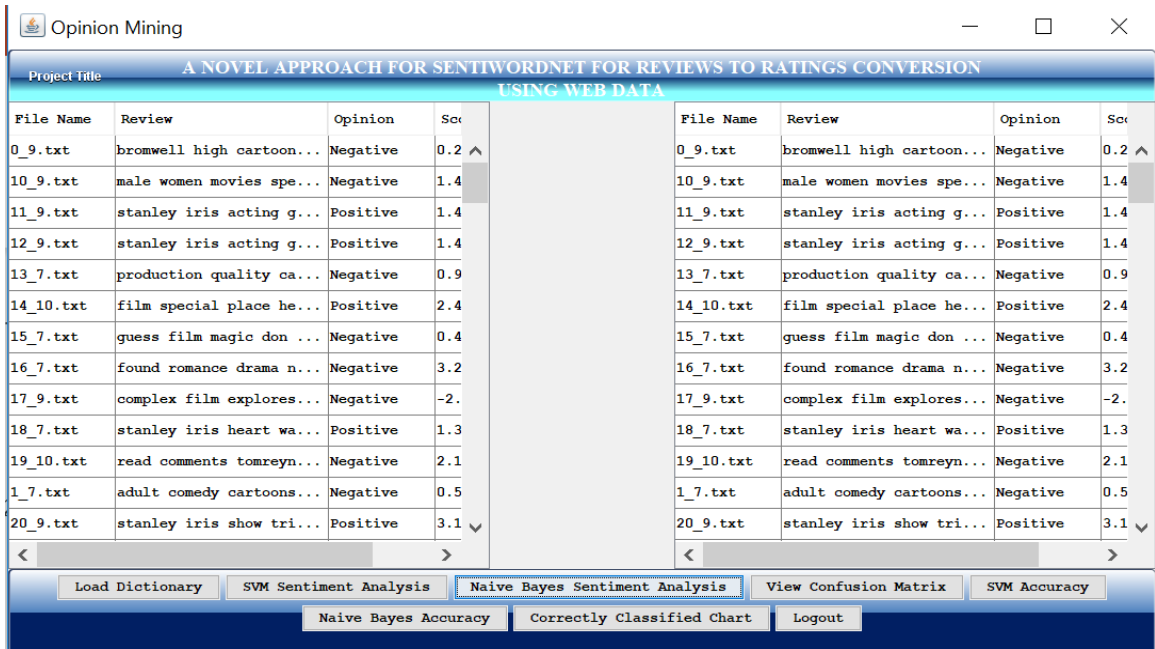 Opinion Mining
Project Title
A NOVEL APPROACH FOR SENTIWORDNET FOR REVIEWS TO RATINGS CONVERSION
USING WEB DATA
File Name Review Opinion Sco
0_9.txt bromwell high cartoon... Negative 0.2
10_9.txt male women movies spe... Negative 1.4
11_9.txt stanley iris acting g... Positive 1.4
12_9.txt stanley iris acting g... Positive 1.4
13_7.txt production quality ca... Negative 0.9
14_10.txt film special place he... Positive 2.4
15_7.txt guess film magic don ... Negative 0.4
16_7.txt found romance drama n... Negative 3.2
17_9.txt complex film explores... Negative -2.
18_7.txt stanley iris heart wa... Positive 1.3
19_10.txt read comments tomreyn... Negative 2.1
1_7.txt adult comedy cartoons... Negative 0.5
20_9.txt stanley iris show tri... Positive 3.1
File Name Review Opinion Sco
0_9.txt bromwell high cartoon... Negative 0.2
10_9.txt male women movies spe... Negative 1.4
11_9.txt stanley iris acting g... Positive 1.4
12_9.txt stanley iris acting g... Positive 1.4
13_7.txt production quality ca... Negative 0.9
14_10.txt film special place he... Positive 2.4
15_7.txt guess film magic don ... Negative 0.4
16_7.txt found romance drama n... Negative 3.2
17_9.txt complex film explores... Negative -2.
18_7.txt stanley iris heart wa... Positive 1.3
19_10.txt read comments tomreyn... Negative 2.1
1_7.txt adult comedy cartoons... Negative 0.5
20_9.txt stanley iris show tri... Positive 3.1
Load Dictionary SVM Sentiment Analysis Naive Bayes Sentiment Analysis View Confusion Matrix SVM Accuracy
Naive Bayes Accuracy Correctly Classified Chart Logout